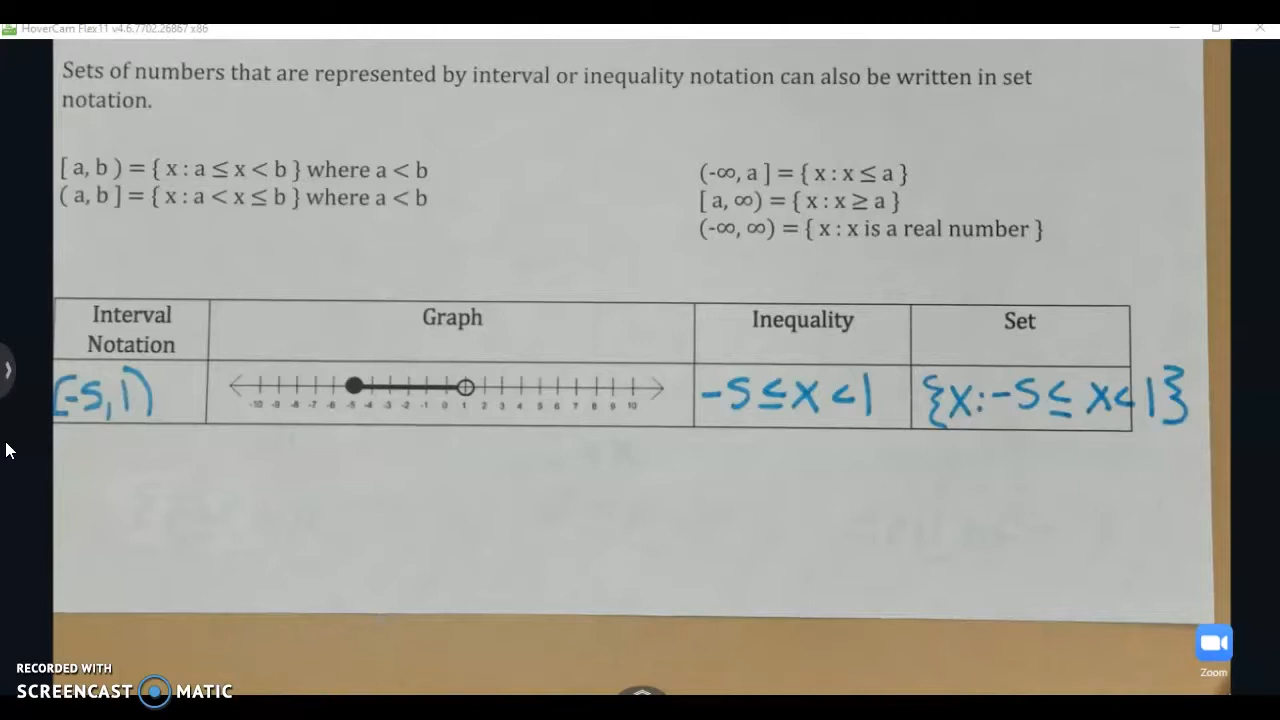 HoverCam Flex11 v4.6.7702.26867 x86
Sets of numbers that are represented by interval or inequality notation can also be written in set
notation.
[ a, b ) = { x : a ≤ x < b } where a < b
( a, b ] = { x : a < x ≤ b } where a < b
(-∞, a ] = { x : x ≤ a }
[ a, ∞) = { x : x ≥ a }
(-∞, ∞) = { x : x is a real number }
Interval
Notation
Graph
Inequality
Set
[-5, 1)
-10 -9 -8 -7 -6 -5 -4 -3 -2 -1 0 1 2 3 4 5 6 7 8 9 10
-5 ≤ x < 1
{x: -5 ≤ x < 1}
Zoom
RECORDED WITH
SCREENCAST MATIC